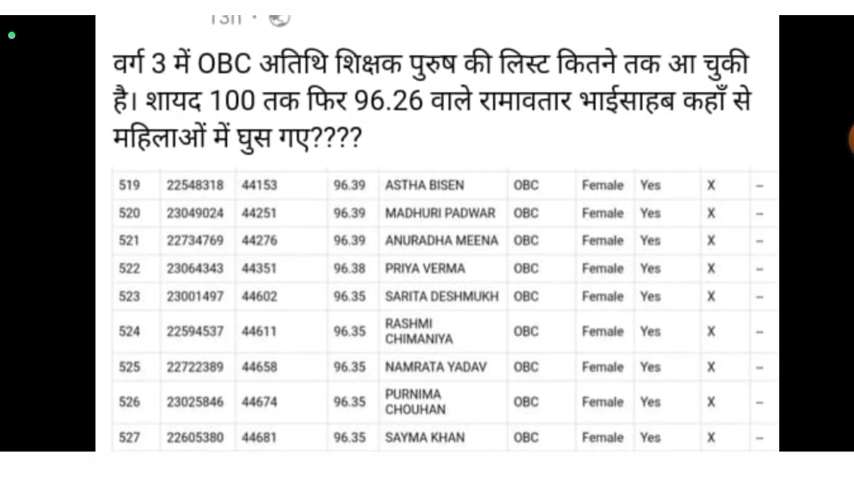 13h
वर्ग 3 में OBC अतिथि शिक्षक पुरुष की लिस्ट कितने तक आ चुकी
है। शायद 100 तक फिर 96.26 वाले रामावतार भाईसाहब कहाँ से
महिलाओं में घुस गए????
519 22548318 44153 96.39 ASTHA BISEN OBC Female Yes X --
520 23049024 44251 96.39 MADHURI PADWAR OBC Female Yes X --
521 22734769 44276 96.39 ANURADHA MEENA OBC Female Yes X --
522 23064343 44351 96.38 PRIYA VERMA OBC Female Yes X --
523 23001497 44602 96.35 SARITA DESHMUKH OBC Female Yes X --
524 22594537 44611 96.35 RASHMI CHIMANIYA OBC Female Yes X --
525 22722389 44658 96.35 NAMRATA YADAV OBC Female Yes X --
526 23025846 44674 96.35 PURNIMA CHOUHAN OBC Female Yes X --
527 22605380 44681 96.35 SAYMA KHAN OBC Female Yes X --